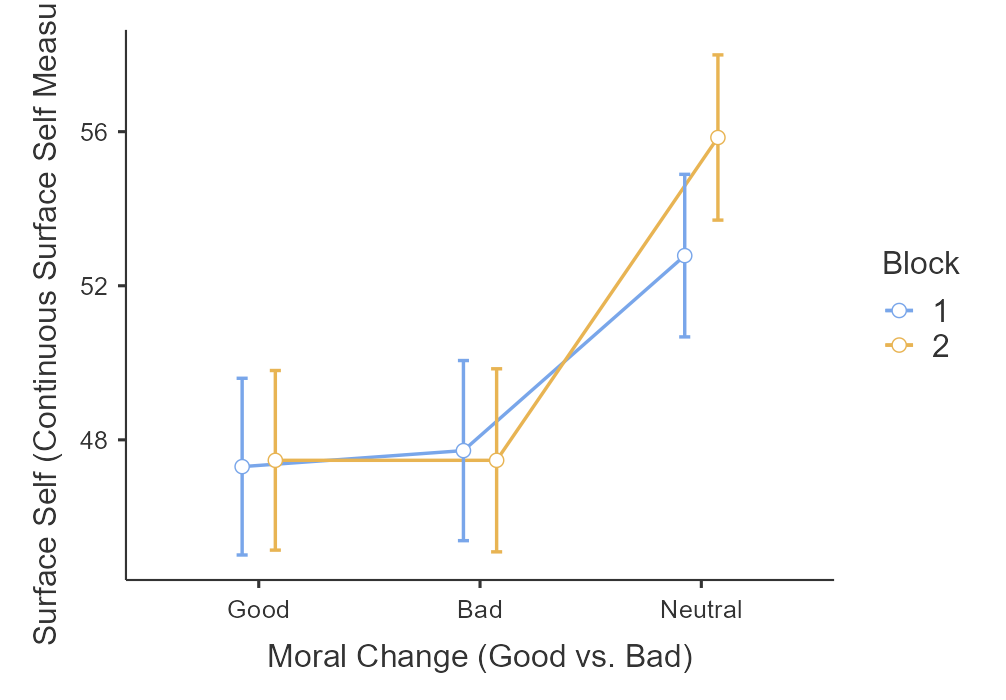 Surface Self (Continuous Surface Self Measu
56
52
48
Good Bad Neutral
Moral Change (Good vs. Bad)
Block
1
2